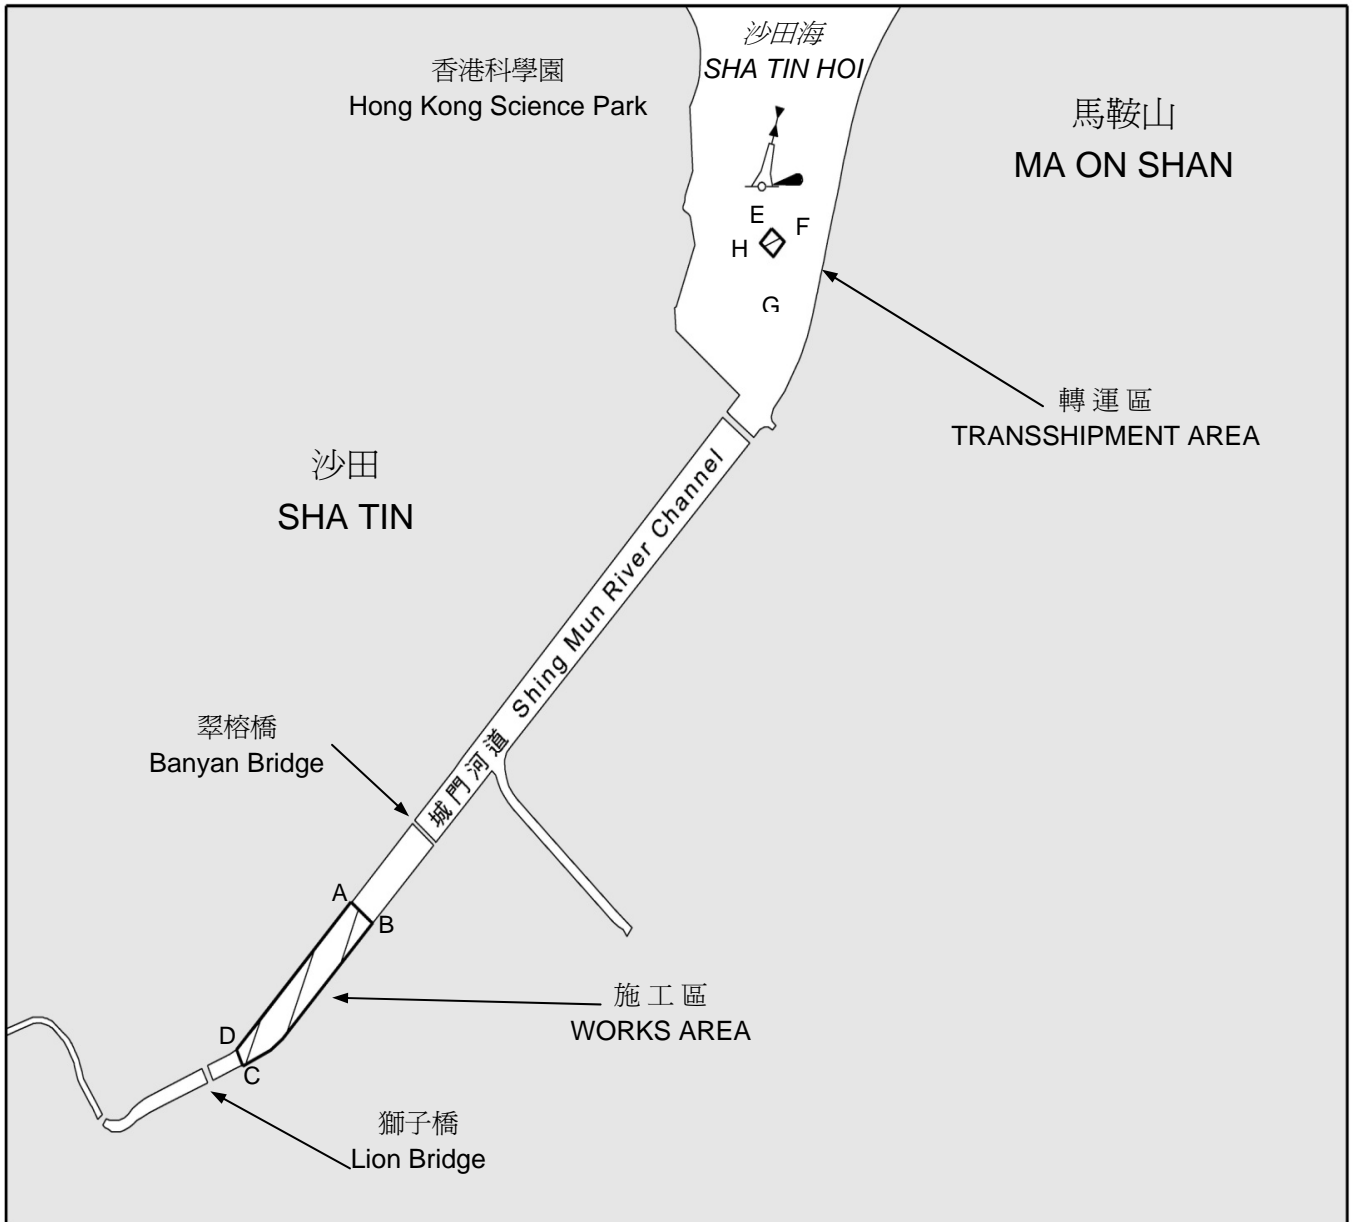 沙田海
SHA TIN HOI
香港科學園
Hong Kong Science Park
馬鞍山
MA ON SHAN
E
F
H
G
轉運區
TRANSSHIPMENT AREA
沙田
SHA TIN
城門河道 Shing Mun River Channel
翠榕橋
Banyan Bridge
A
B
施工區
WORKS AREA
D
C
獅子橋
Lion Bridge